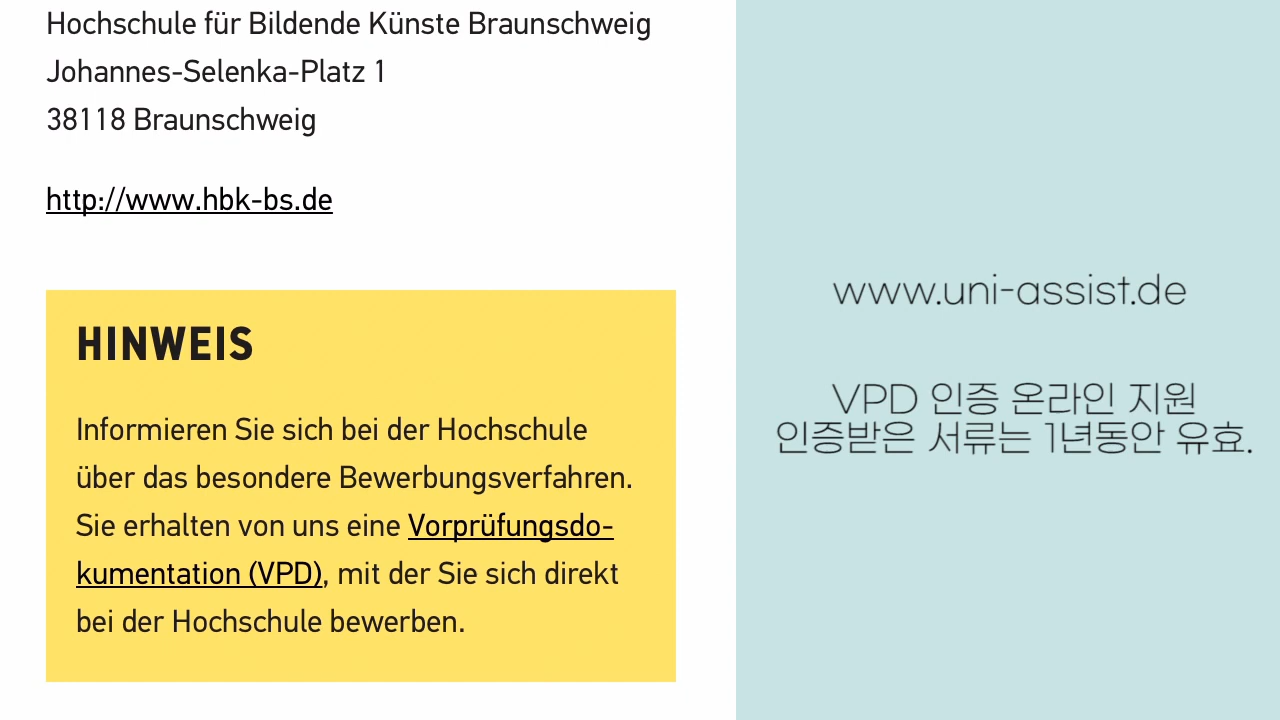 Hochschule für Bildende Künste Braunschweig
Johannes-Selenka-Platz 1
38118 Braunschweig
http://www.hbk-bs.de
HINWEIS
Informieren Sie sich bei der Hochschule
über das besondere Bewerbungsverfahren.
Sie erhalten von uns eine Vorprüfungsdo-
kumentation (VPD), mit der Sie sich direkt
bei der Hochschule bewerben.
www.uni-assist.de
VPD 인증 온라인 지원
인증받은 서류는 1년동안 유효.